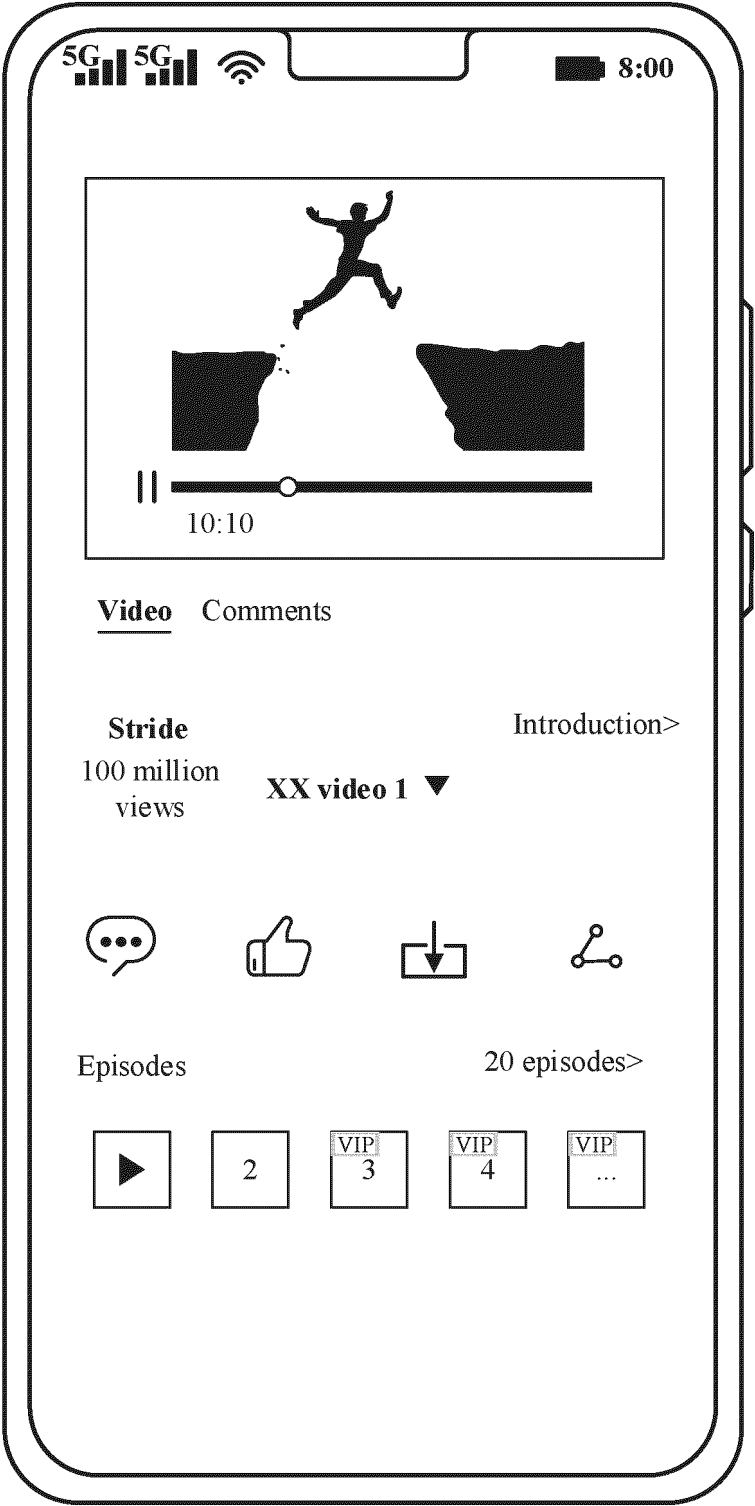 5G 5G 8:00
10:10
Video Comments
Stride
Introduction>
100 million
views
XX video 1
Episodes
20 episodes>
2
VIP
3
VIP
4
VIP
...